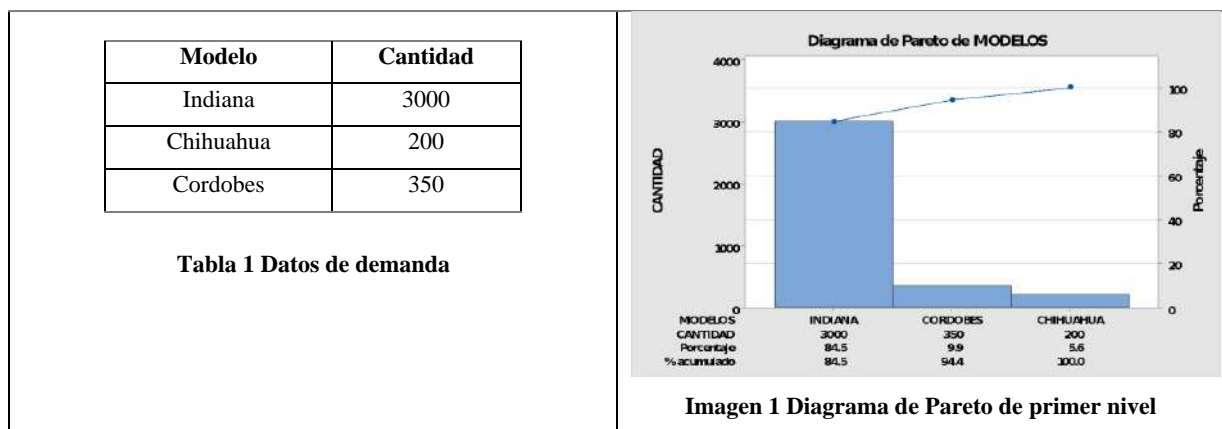 Modelo Cantidad
Indiana 3000
Chihuahua 200
Cordobes 350
Tabla 1 Datos de demanda
Diagrama de Pareto de MODELOS
4000
3000
2000
1000
0
CANTIDAD
100
80
60
40
20
0
Porcentaje
MODELOS INDIANA CORDOBES CHIHUAHUA
CANTIDAD 3000 350 200
Porcentaje 84.5 9.9 5.6
% acumulado 84.5 94.4 100.0
Imagen 1 Diagrama de Pareto de primer nivel